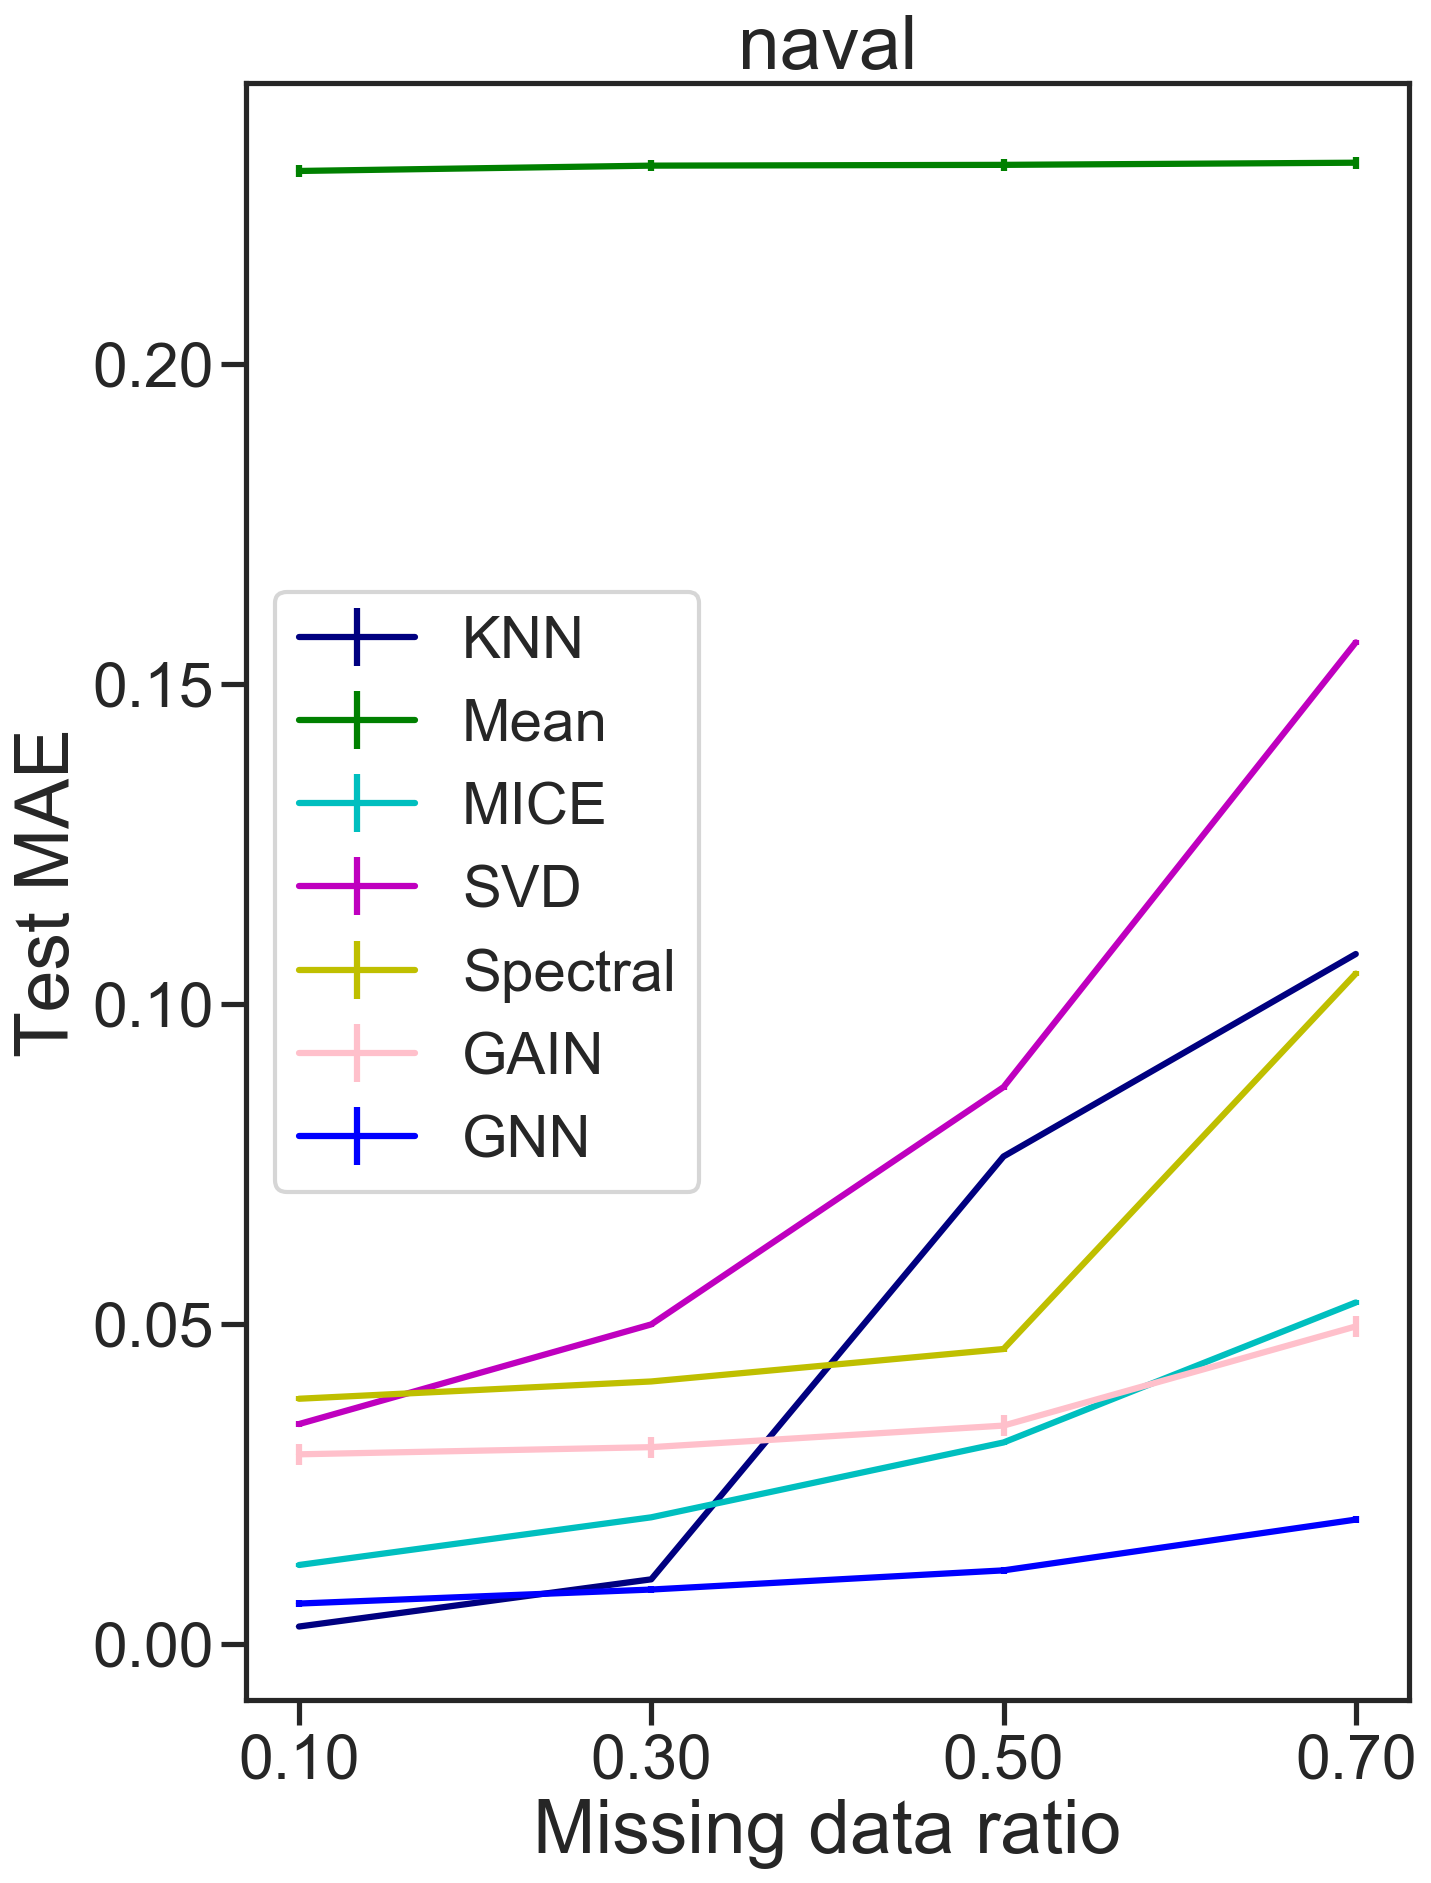 naval
Test MAE
0.20
0.15
0.10
0.05
0.00
KNN
Mean
MICE
SVD
Spectral
GAIN
GNN
0.10 0.30 0.50 0.70
Missing data ratio